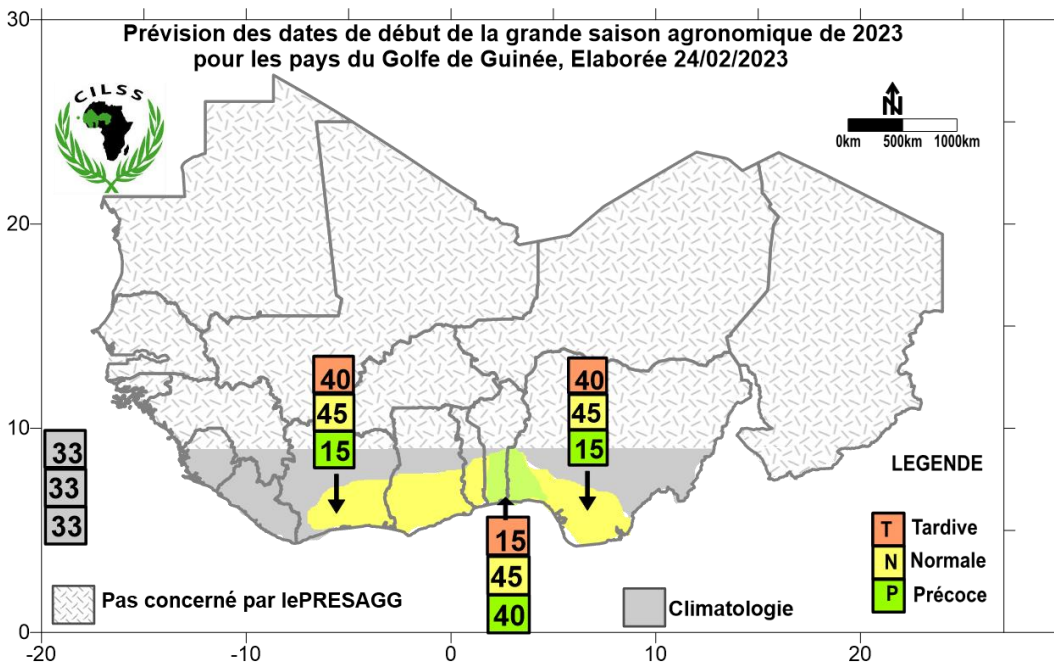 30
Prévision des dates de début de la grande saison agronomique de 2023
pour les pays du Golfe de Guinée, Elaborée 24/02/2023
CILSS
N
0km 500km 1000km
20
40
45
15
40
45
15
10
33
33
33
LEGENDE
15
45
40
T Tardive
N Normale
P Précoce
Pas concerné par lePRESAGG
Climatologie
0
-20 -10 0 10 20